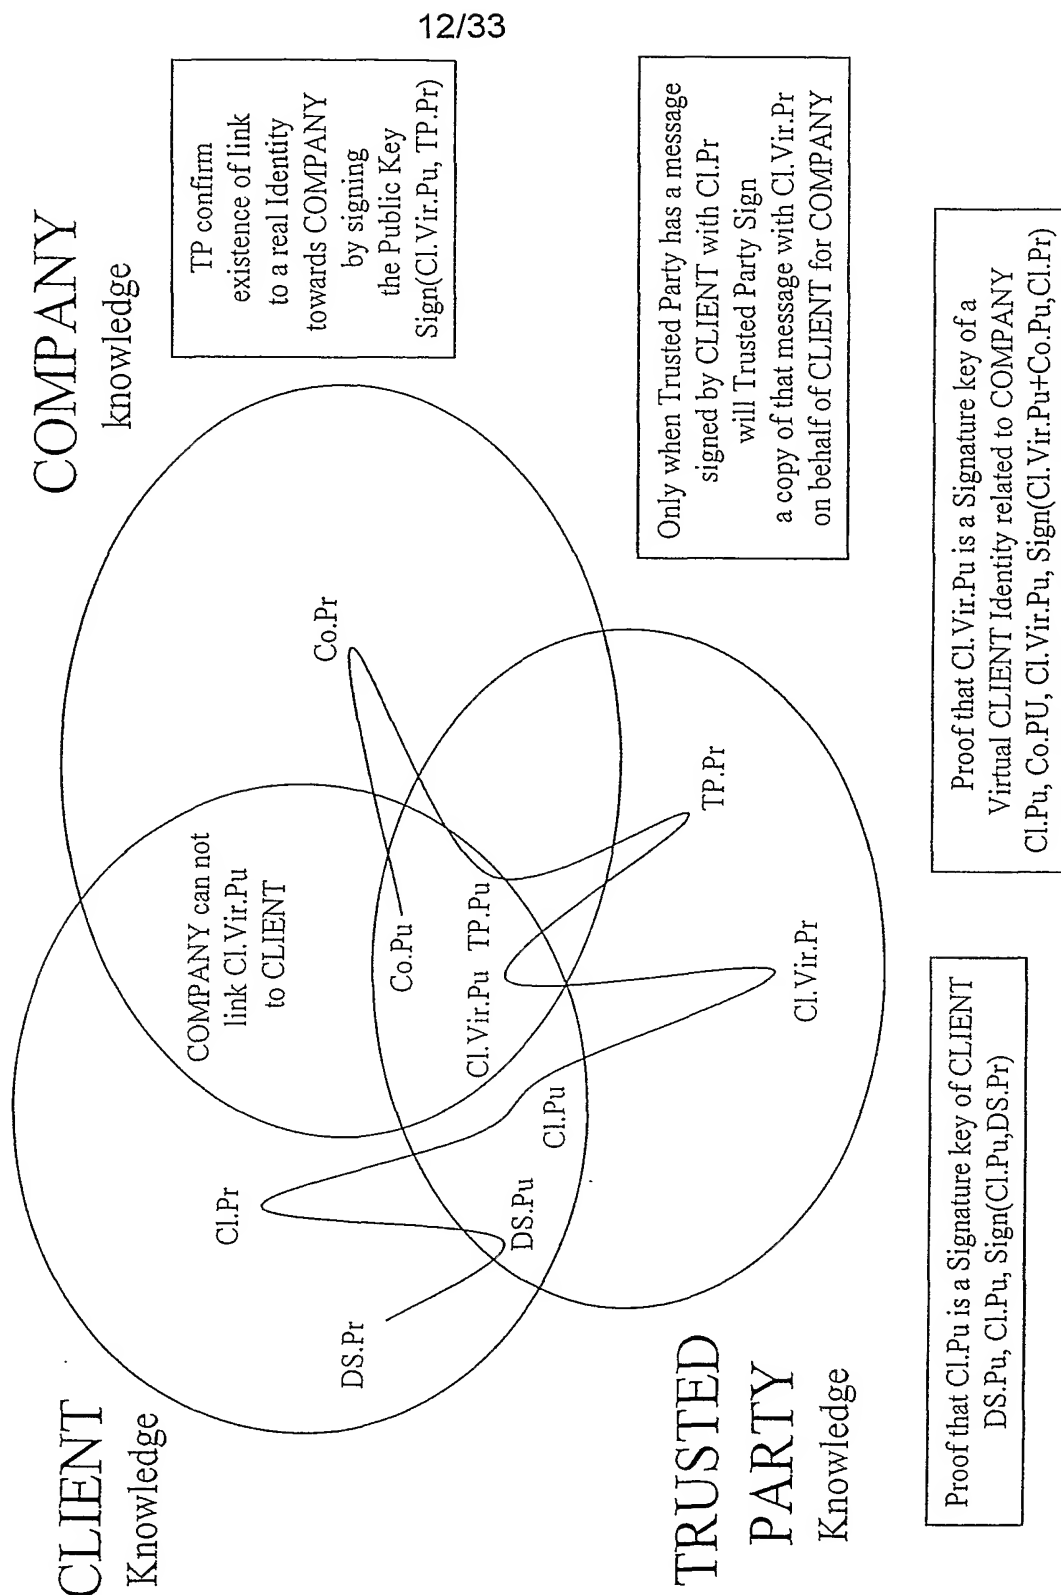 12/33
CLIENT
Knowledge
COMPANY
knowledge
TP confirm
existence of link
to a real Identity
towards COMPANY
by signing
the Public Key
Sign(Cl.Vir.Pu, TP.Pr)
COMPANY can not
link Cl.Vir.Pu
to CLIENT
DS.Pr
Cl.Pr
Co.Pr
Co.Pu
Cl.Vir.Pu TP.Pu
DS.Pu
Cl.Pu
TP.Pr
Cl.Vir.Pr
Only when Trusted Party has a message
signed by CLIENT with Cl.Pr
will Trusted Party Sign
a copy of that message with Cl.Vir.Pr
on behalf of CLIENT for COMPANY
TRUSTED
PARTY
Knowledge
Proof that Cl.Pu is a Signature key of CLIENT
DS.Pu, Cl.Pu, Sign(Cl.Pu,DS.Pr)
Proof that Cl.Vir.Pu is a Signature key of a
Virtual CLIENT Identity related to COMPANY
Cl.Pu, Co.PU, Cl.Vir.Pu, Sign(Cl.Vir.Pu+Co.Pu,Cl.Pr)